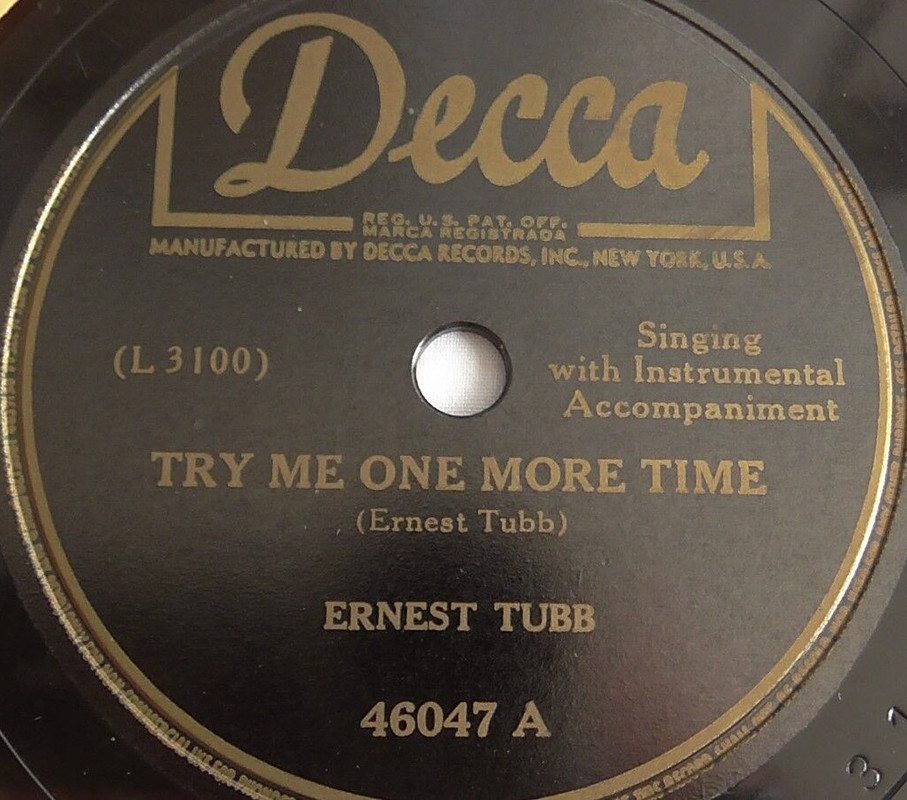 Decca
REG. U.S. PAT. OFF.
MARCA REGISTRADA
MANUFACTURED BY DECCA RECORDS, INC., NEW YORK, U.S.A.
(L 3100)
Singing
with Instrumental
Accompaniment
TRY ME ONE MORE TIME
(Ernest Tubb)
ERNEST TUBB
46047 A
31